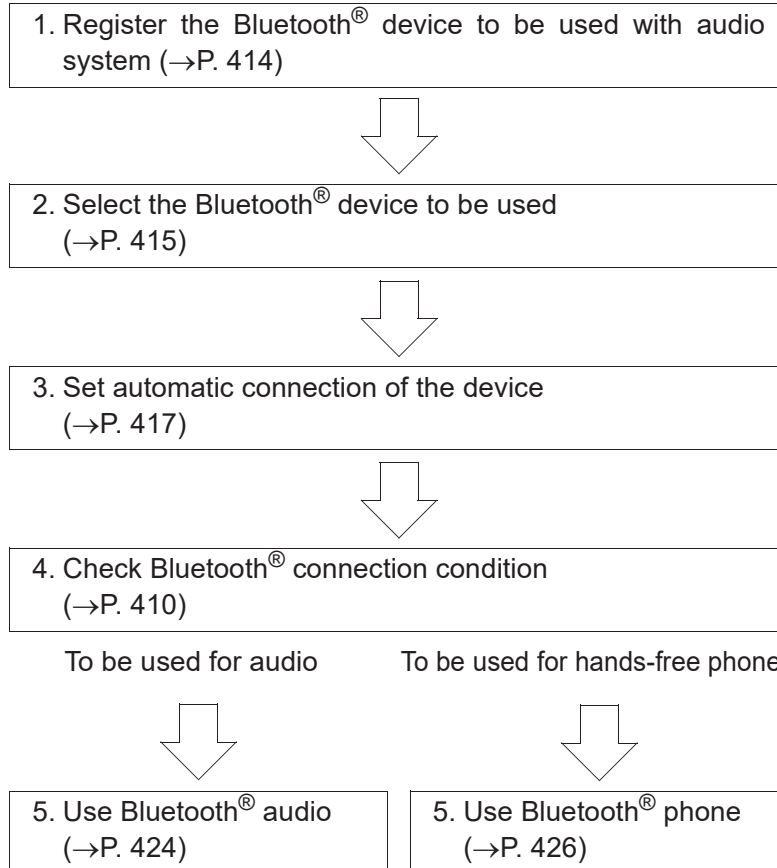 1. Register the Bluetooth® device to be used with audio
system (→P. 414)
2. Select the Bluetooth® device to be used
(→P. 415)
3. Set automatic connection of the device
(→P. 417)
4. Check Bluetooth® connection condition
(→P. 410)
To be used for audio
To be used for hands-free phone
5. Use Bluetooth® audio
(→P. 424)
5. Use Bluetooth® phone
(→P. 426)